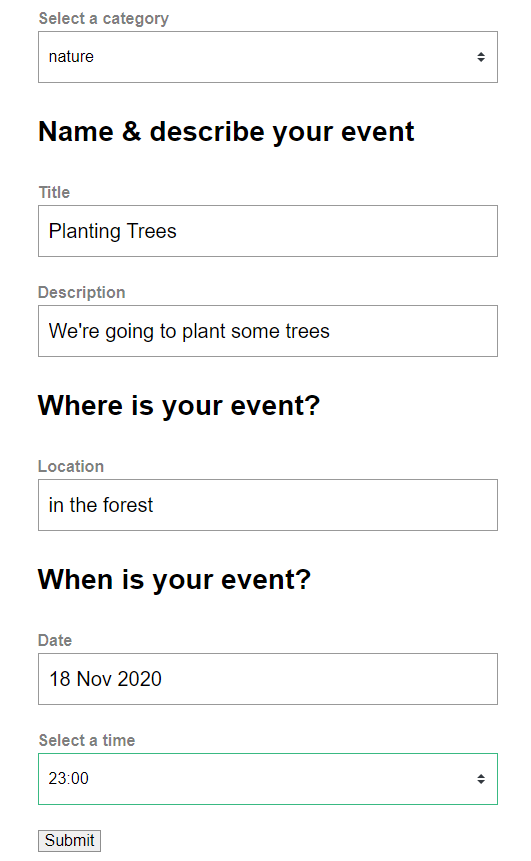 Select a category
nature
Name & describe your event
Title
Planting Trees
Description
We're going to plant some trees
Where is your event?
Location
in the forest
When is your event?
Date
18 Nov 2020
Select a time
23:00
Submit